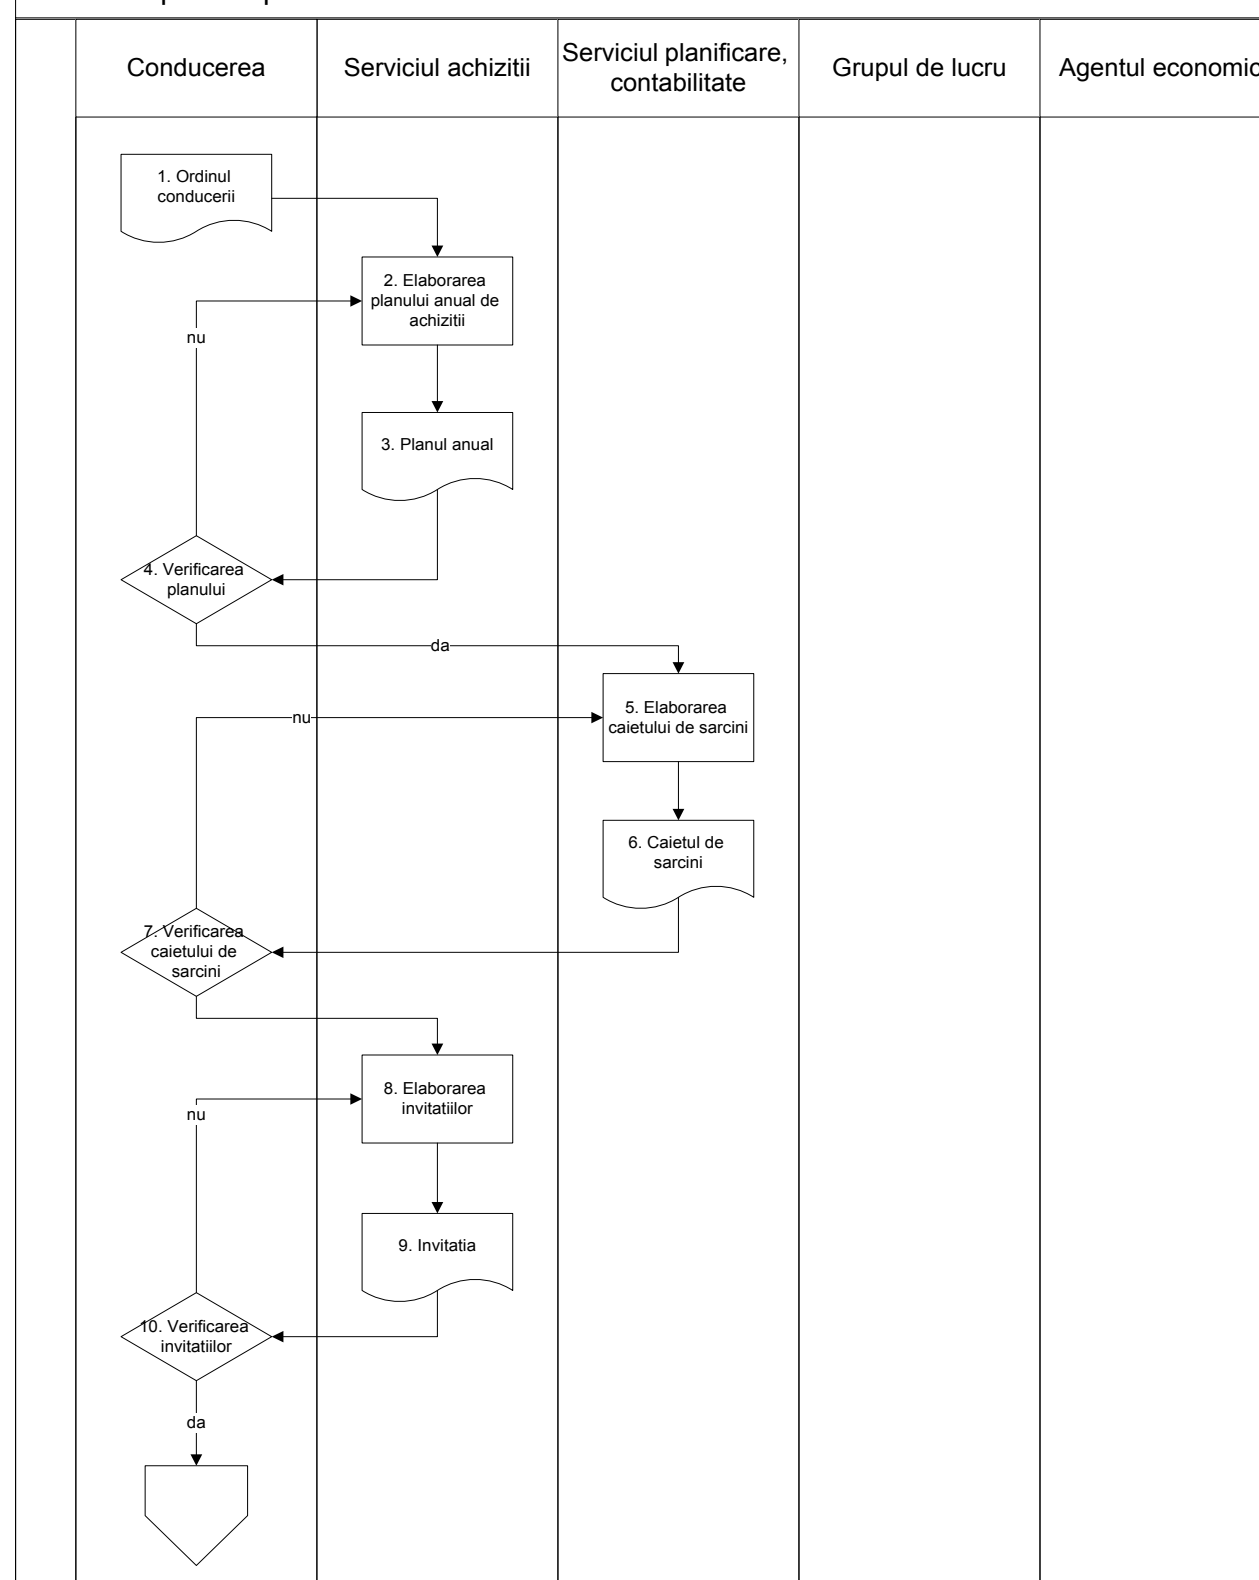 Conducerea
Serviciul achizitii
Serviciul planificare,
contabilitate
Grupul de lucru
Agentul economic
1. Ordinul
conducerii
2. Elaborarea
planului anual de
achizitii
nu
3. Planul anual
4. Verificarea
planului
da
5. Elaborarea
caietului de sarcini
nu
6. Caietul de
sarcini
7. Verificarea
caietului de
sarcini
8. Elaborarea
invitatiilor
nu
9. Invitatia
10. Verificarea
invitatiilor
da